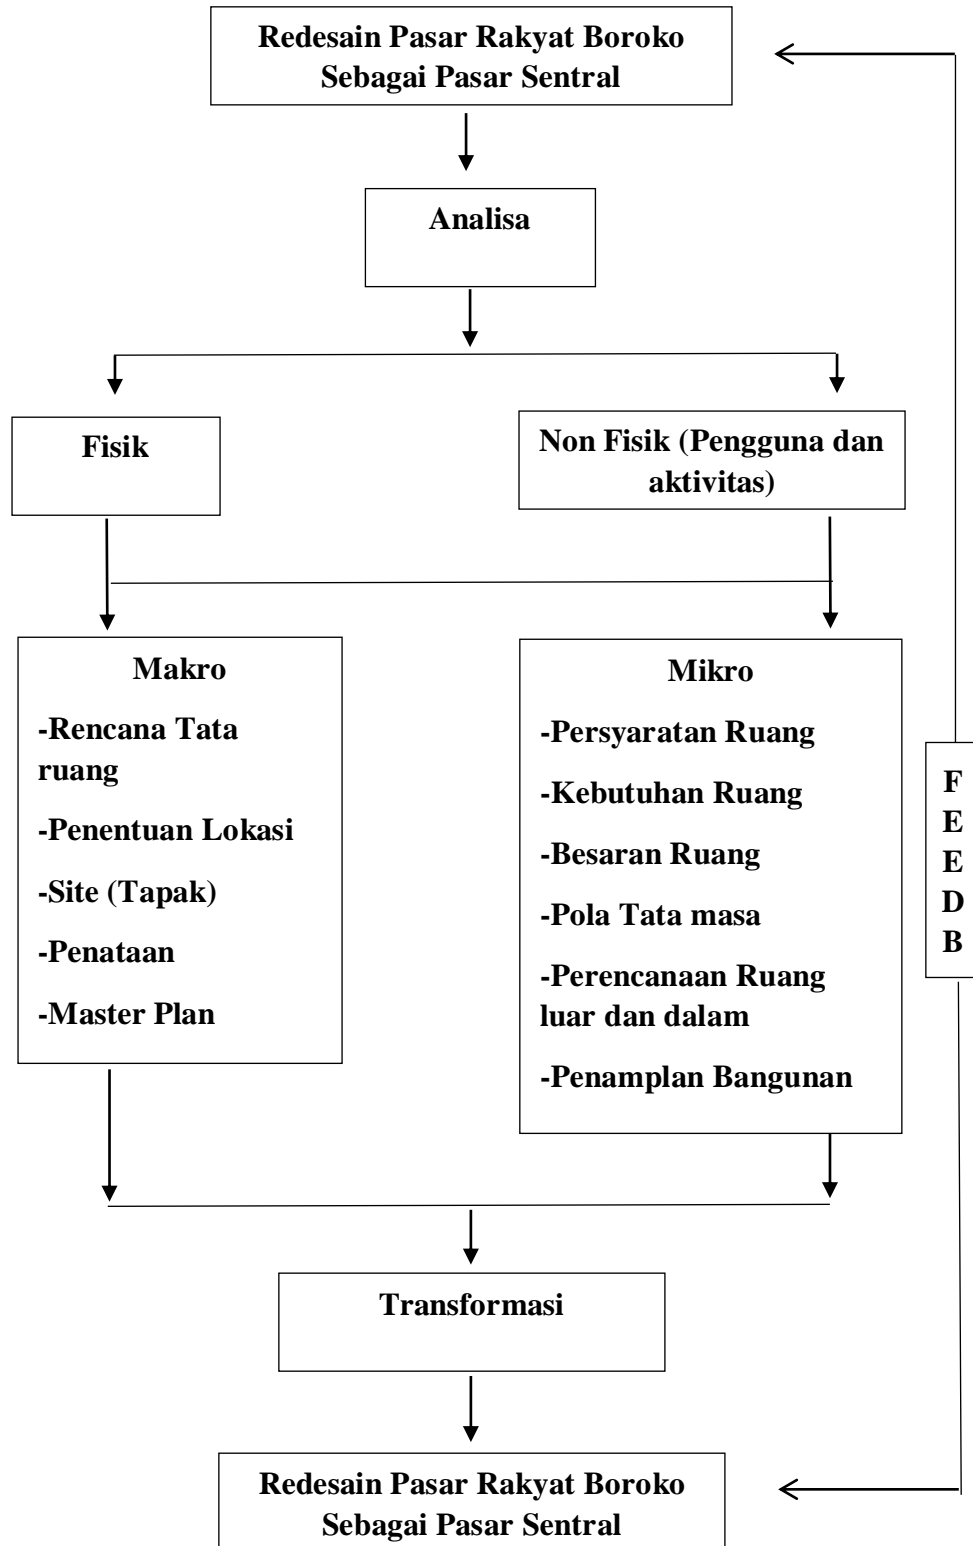 Redesain Pasar Rakyat Boroko
Sebagai Pasar Sentral
Analisa
Fisik
Non Fisik (Pengguna dan
aktivitas)
Makro
-Rencana Tata
ruang
-Penentuan Lokasi
-Site (Tapak)
-Penataan
-Master Plan
Mikro
-Persyaratan Ruang
-Kebutuhan Ruang
-Besaran Ruang
-Pola Tata masa
-Perencanaan Ruang
luar dan dalam
-Penamplan Bangunan
F
E
E
D
B
Transformasi
Redesain Pasar Rakyat Boroko
Sebagai Pasar Sentral